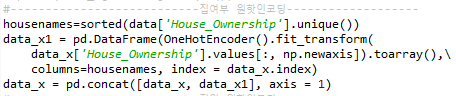 #--------------------집여부 원핫인코딩--------------------
housenames=sorted(data['House_Ownership'].unique())
data_x1 = pd.DataFrame(OneHotEncoder().fit_transform(
data_x['House_Ownership'].values[:, np.newaxis]).toarray(),\
columns=housenames, index = data_x.index)
data_x = pd.concat([data_x, data_x1], axis = 1)